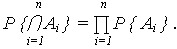 P{⋂_{i=1}^{n} A_i} = ∏_{i=1}^{n} P{ A_i} .